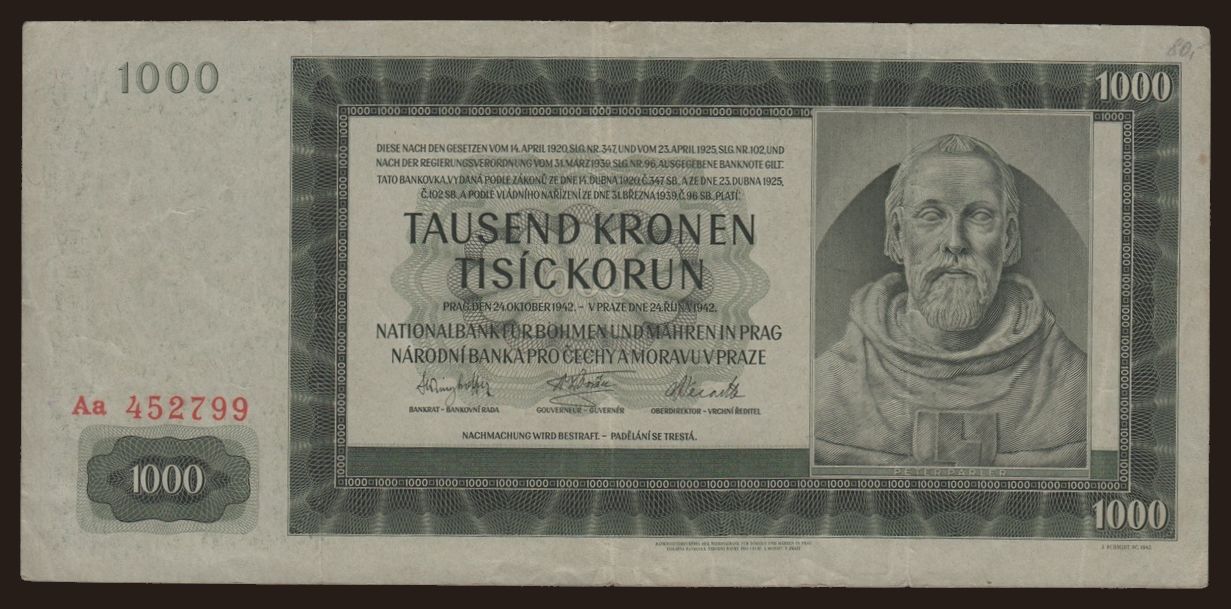 80,-
1000
1000
DIESE NACH DEN GESETZEN VOM 14. APRIL 1920, SLG. NR. 347, UND VOM 23. APRIL 1925, SLG. NR. 102, UND
NACH DER REGIERUNGSVERORDNUNG VOM 31. MÄRZ 1939, SLG. NR. 96, AUSGEGEBENE BANKNOTE GILT:
TATO BANKOVKA, VYDANÁ PODLE ZÁKONŮ ZE DNE 14. DUBNA 1920, Č. 347 SB., A ZE DNE 23. DUBNA 1925,
Č. 102 SB., A PODLE VLÁDNÍHO NAŘÍZENÍ ZE DNE 31. BŘEZNA 1939, Č. 96 SB., PLATÍ:
TAUSEND KRONEN
TISÍC KORUN
PRAG, DEN 24. OKTOBER 1942. – V PRAZE DNE 24. ŘÍJNA 1942.
NATIONALBANK FÜR BÖHMEN UND MÄHREN IN PRAG
NÁRODNÍ BANKA PRO ČECHY A MORAVU V PRAZE
BANKRAT – BANKOVNÍ RADA GOUVERNEUR – GUVERNÉR OBERDIREKTOR – VRCHNÍ ŘEDITEL
NACHMACHUNG WIRD BESTRAFT. – PADĚLÁNÍ SE TRESTÁ.
Aa 452799
1000
PETER PARLER
1000
J. SCHMIDT SC. 1942